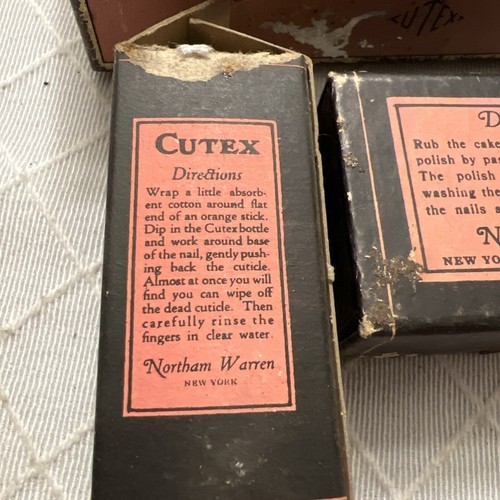 CUTEX
CUTEX
Directions
Wrap a little absorb-
ent cotton around flat
end of an orange stick.
Dip in the Cutex bottle
and work around base
of the nail, gently push-
ing back the cuticle.
Almost at once you will
find you can wipe off
the dead cuticle. Then
carefully rinse the
fingers in clear water.
Northam Warren
NEW YORK
D
Rub the cake
polish by pas
The polish
washing the
the nails s
N
NEW YO